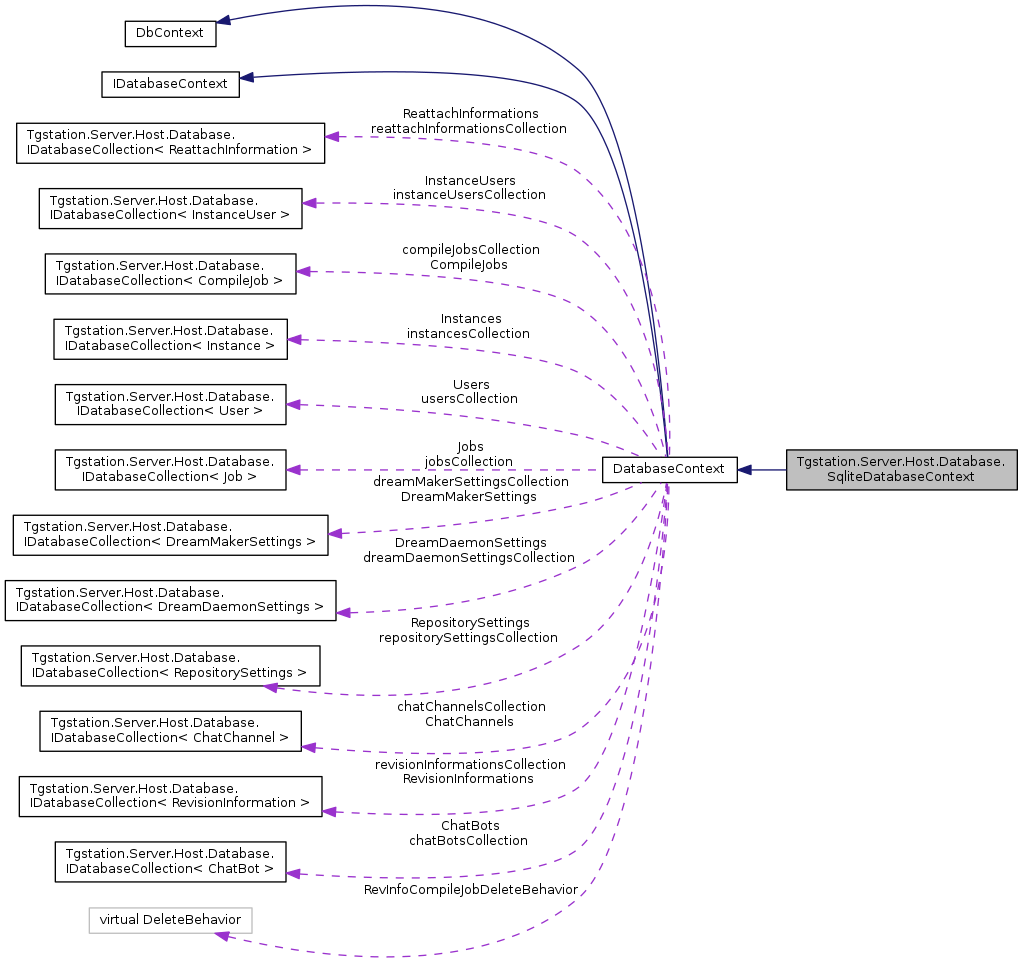 DbContext
IDatabaseContext
Tgstation.Server.Host.Database.
IDatabaseCollection< ReattachInformation >
ReattachInformations
reattachInformationsCollection
Tgstation.Server.Host.Database.
IDatabaseCollection< InstanceUser >
InstanceUsers
instanceUsersCollection
Tgstation.Server.Host.Database.
IDatabaseCollection< CompileJob >
compileJobsCollection
CompileJobs
Tgstation.Server.Host.Database.
IDatabaseCollection< Instance >
Instances
instancesCollection
Tgstation.Server.Host.Database.
IDatabaseCollection< User >
Users
usersCollection
Tgstation.Server.Host.Database.
IDatabaseCollection< Job >
Jobs
jobsCollection
DatabaseContext
Tgstation.Server.Host.Database.
SqliteDatabaseContext
Tgstation.Server.Host.Database.
IDatabaseCollection< DreamMakerSettings >
dreamMakerSettingsCollection
DreamMakerSettings
Tgstation.Server.Host.Database.
IDatabaseCollection< DreamDaemonSettings >
DreamDaemonSettings
dreamDaemonSettingsCollection
Tgstation.Server.Host.Database.
IDatabaseCollection< RepositorySettings >
RepositorySettings
repositorySettingsCollection
Tgstation.Server.Host.Database.
IDatabaseCollection< ChatChannel >
chatChannelsCollection
ChatChannels
Tgstation.Server.Host.Database.
IDatabaseCollection< RevisionInformation >
revisionInformationsCollection
RevisionInformations
Tgstation.Server.Host.Database.
IDatabaseCollection< ChatBot >
ChatBots
chatBotsCollection
virtual DeleteBehavior
RevInfoCompileJobDeleteBehavior